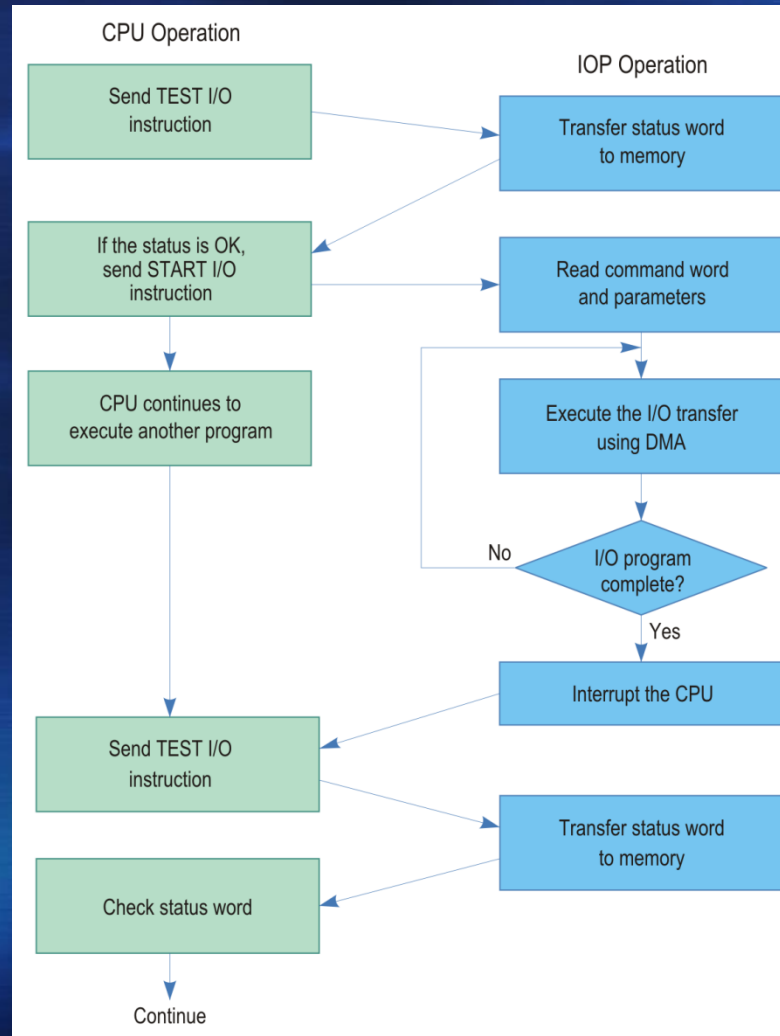 CPU Operation
IOP Operation
Send TEST I/O
instruction
Transfer status word
to memory
If the status is OK,
send START I/O
instruction
Read command word
and parameters
CPU continues to
execute another program
Execute the I/O transfer
using DMA
No
I/O program
complete?
Yes
Interrupt the CPU
Send TEST I/O
instruction
Transfer status word
to memory
Check status word
Continue